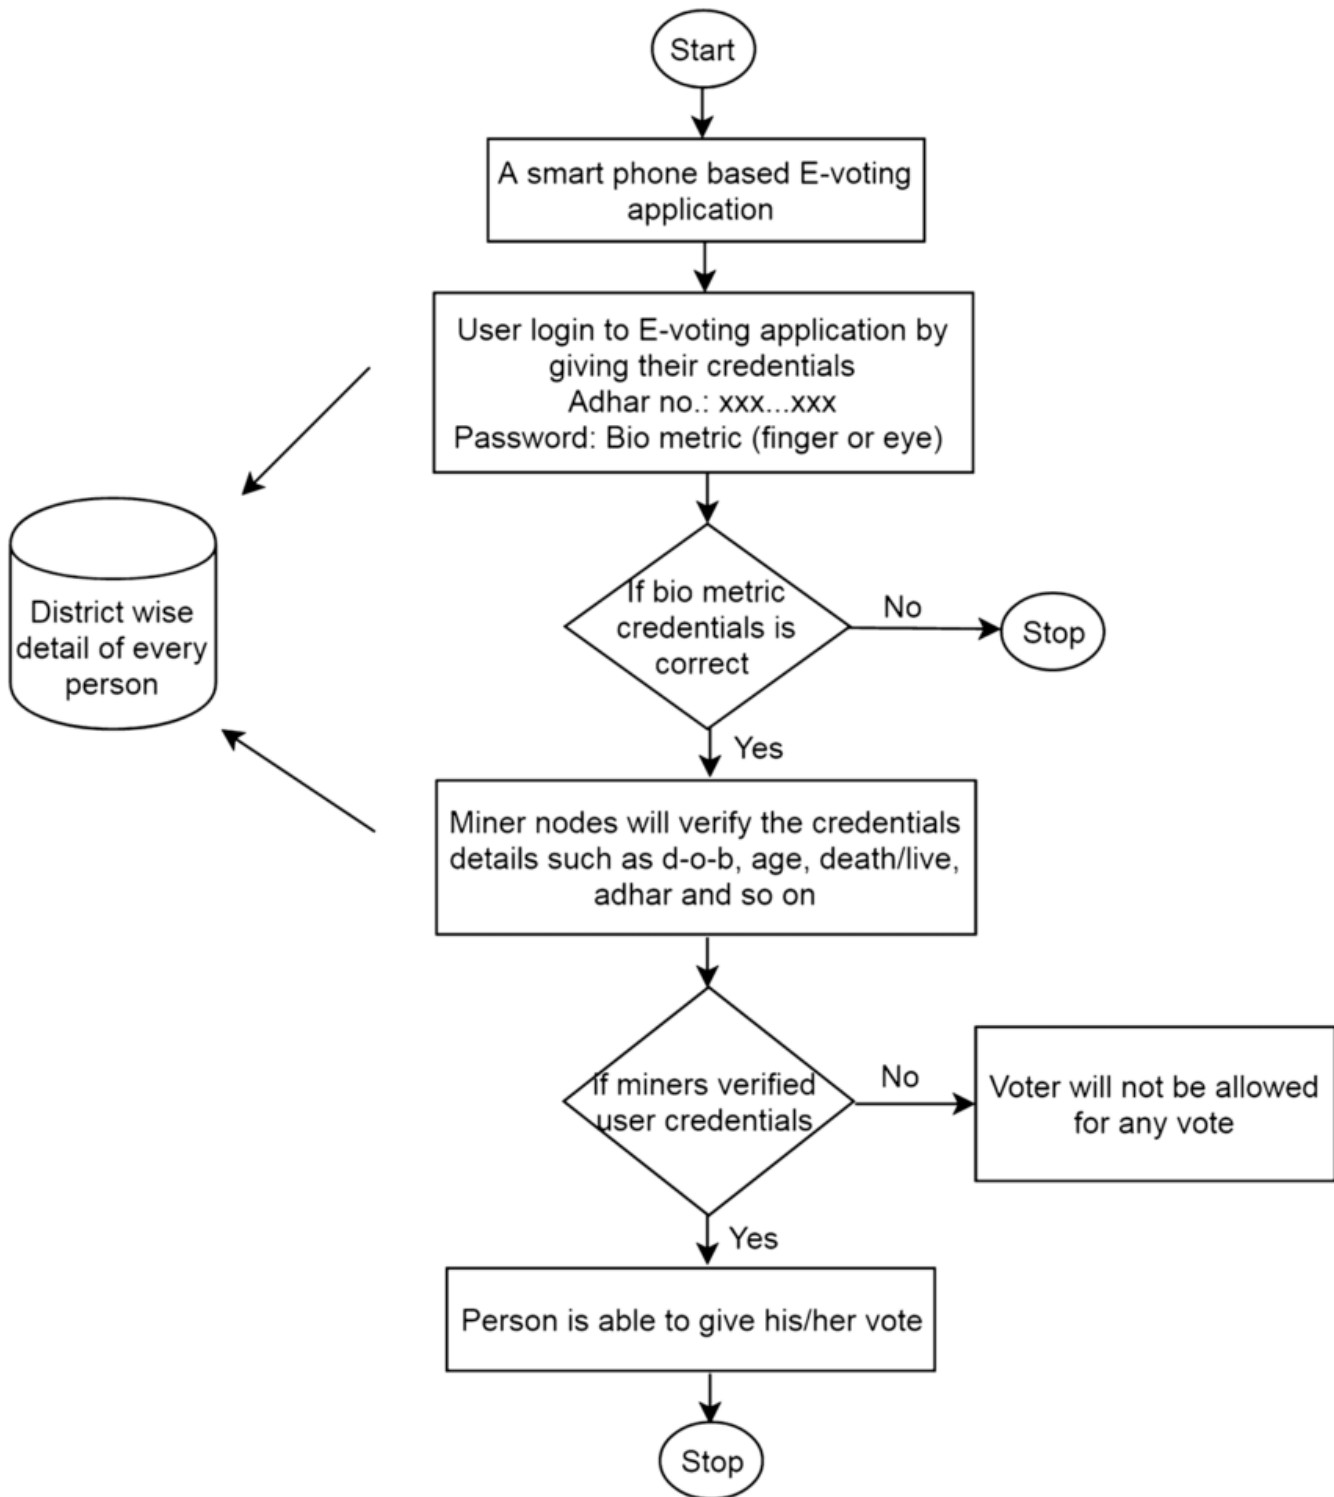 Start
A smart phone based E-voting
application
User login to E-voting application by
giving their credentials
Adhar no.: xxx...xxx
Password: Bio metric (finger or eye)
District wise
detail of every
person
If bio metric
credentials is
correct
No
Stop
Yes
Miner nodes will verify the credentials
details such as d-o-b, age, death/live,
adhar and so on
If miners verified
user credentials
No
Voter will not be allowed
for any vote
Yes
Person is able to give his/her vote
Stop